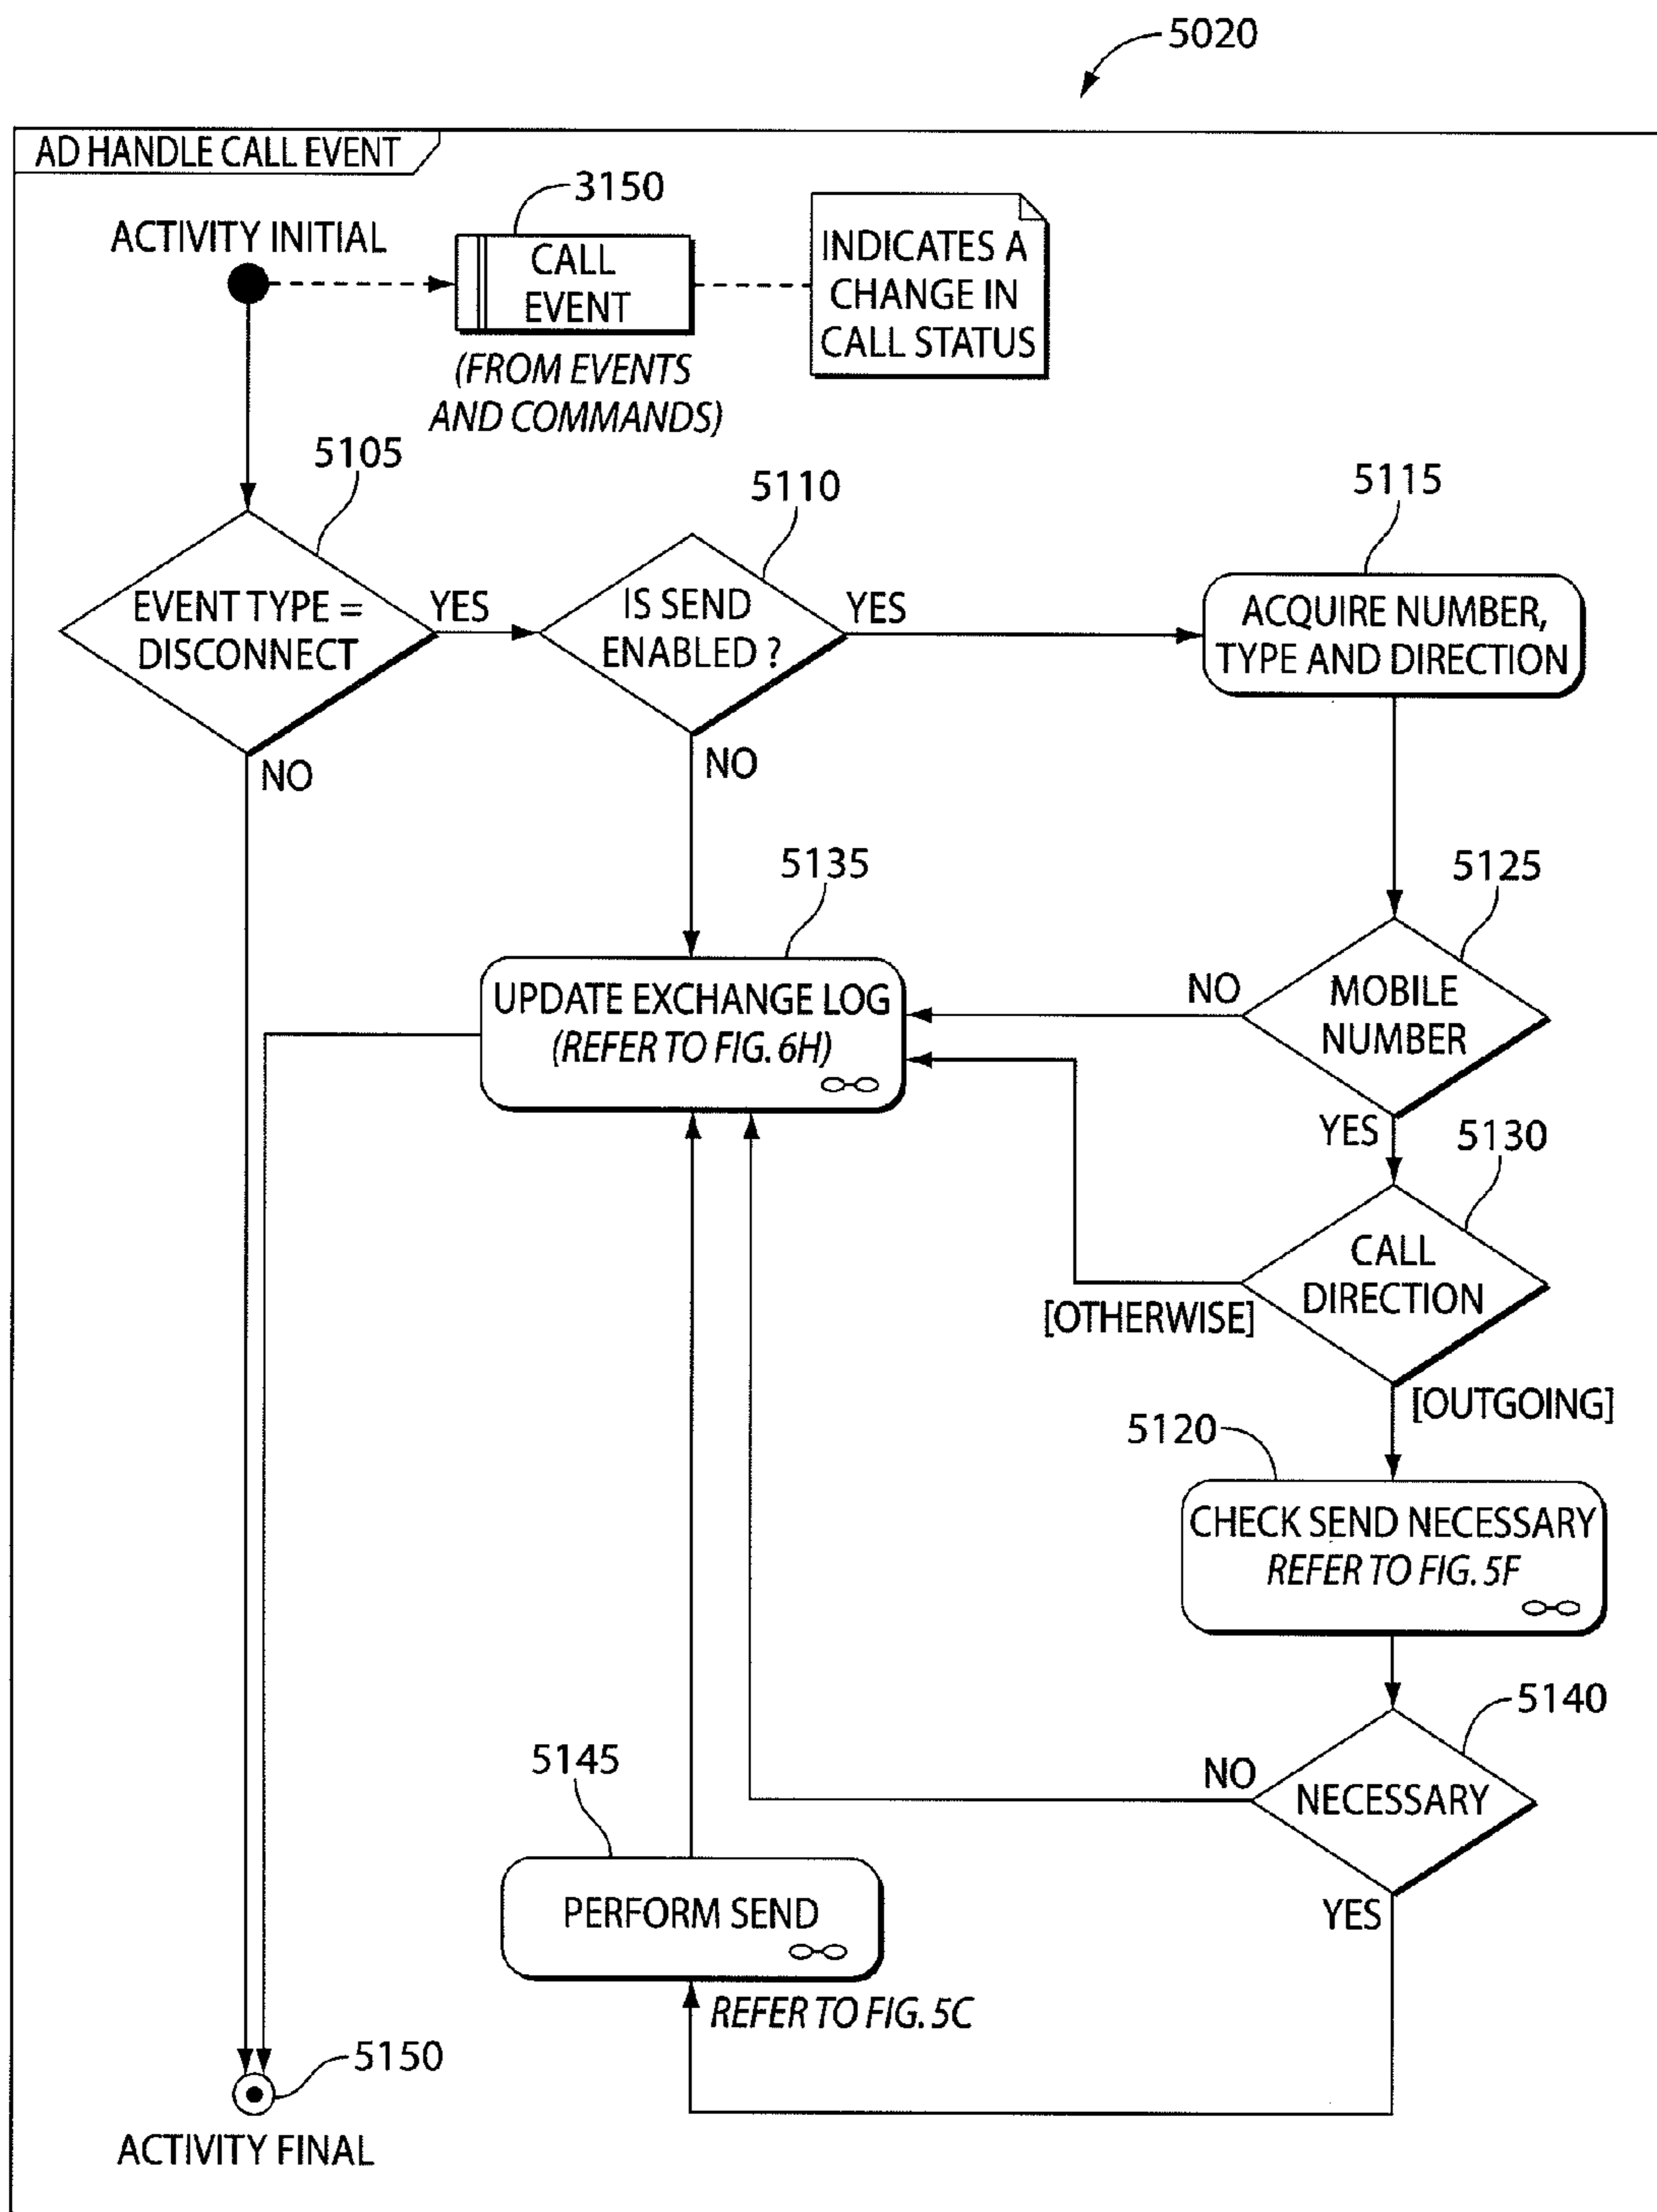 5020
AD HANDLE CALL EVENT
3150
ACTIVITY INITIAL
CALL
EVENT
(FROM EVENTS
AND COMMANDS)
INDICATES A
CHANGE IN
CALL STATUS
5105
EVENT TYPE =
DISCONNECT
YES
NO
5110
IS SEND
ENABLED ?
YES
NO
5115
ACQUIRE NUMBER,
TYPE AND DIRECTION
5135
UPDATE EXCHANGE LOG
(REFER TO FIG. 6H)
5125
MOBILE
NUMBER
NO
YES
5130
CALL
DIRECTION
[OTHERWISE]
[OUTGOING]
5120
CHECK SEND NECESSARY
REFER TO FIG. 5F
5140
NECESSARY
NO
YES
5145
PERFORM SEND
REFER TO FIG. 5C
5150
ACTIVITY FINAL